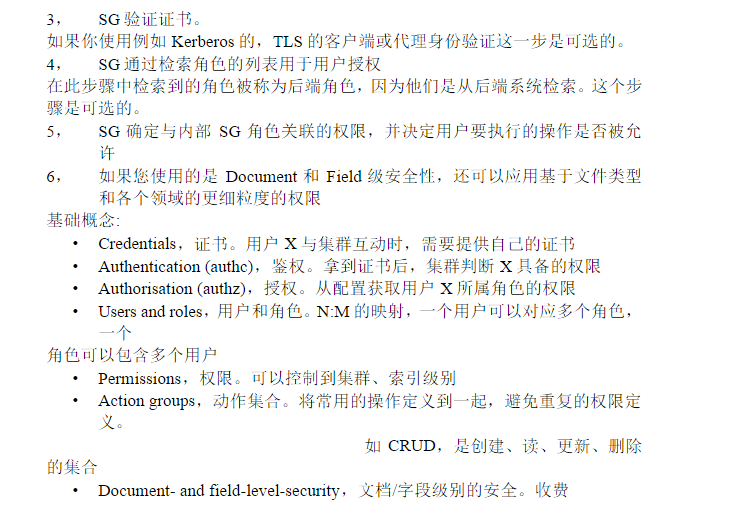 3， SG 验证证书。
如果你使用例如 Kerberos 的，TLS 的客户端或代理身份验证这一步是可选的。
4， SG 通过检索角色的列表用于用户授权
在此步骤中检索到的角色被称为后端角色，因为他们是从后端系统检索。这个步
骤是可选的。
5， SG 确定与内部 SG 角色关联的权限，并决定用户要执行的操作是否被允
许
6， 如果您使用的是 Document 和 Field 级安全性，还可以应用基于文件类型
和各个领域的更细粒度的权限
基础概念:
• Credentials，证书。用户 X 与集群互动时，需要提供自己的证书
• Authentication (authc)，鉴权。拿到证书后，集群判断 X 具备的权限
• Authorisation (authz)，授权。从配置获取用户 X 所属角色的权限
• Users and roles，用户和角色。N:M 的映射，一个用户可以对应多个角色，
一个
角色可以包含多个用户
• Permissions，权限。可以控制到集群、索引级别
• Action groups，动作集合。将常用的操作定义到一起，避免重复的权限定
义。
如 CRUD，是创建、读、更新、删除
的集合
• Document- and field-level-security，文档/字段级别的安全。收费